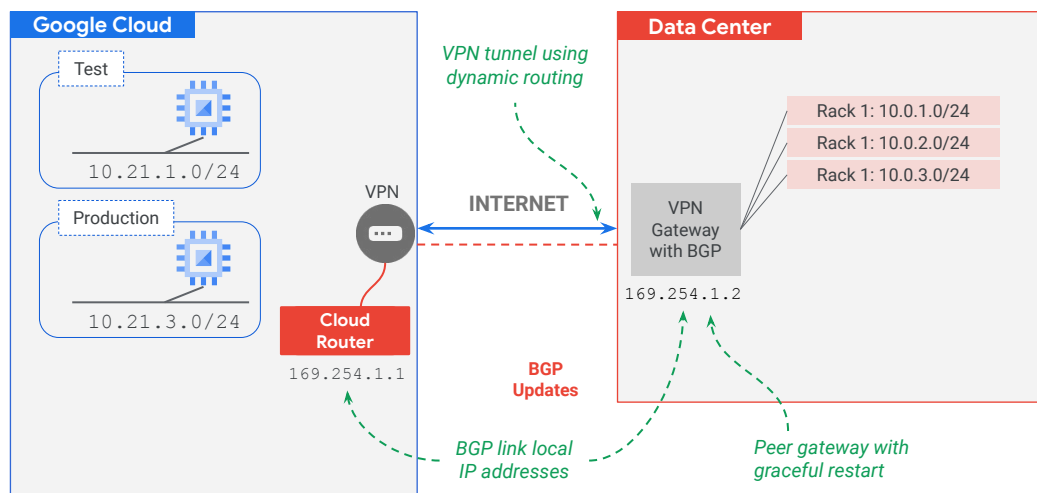 Google Cloud
Test
10.21.1.0/24
Production
10.21.3.0/24
VPN
Cloud
Router
169.254.1.1
VPN tunnel using
dynamic routing
INTERNET
BGP
Updates
BGP link local
IP addresses
Data Center
Rack 1: 10.0.1.0/24
Rack 1: 10.0.2.0/24
Rack 1: 10.0.3.0/24
VPN
Gateway
with BGP
169.254.1.2
Peer gateway with
graceful restart